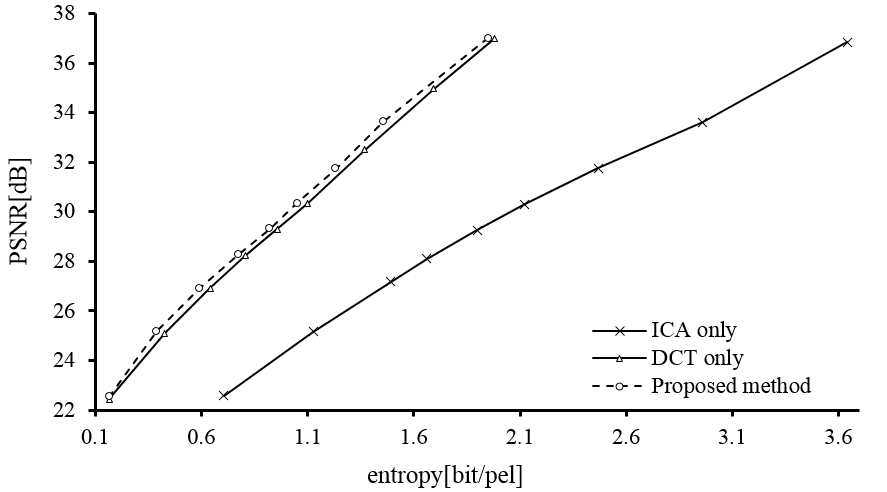 38
36
34
32
30
28
26
24
22
PSNR[dB]
ICA only
DCT only
Proposed method
0.1 0.6 1.1 1.6 2.1 2.6 3.1 3.6
entropy[bit/pel]